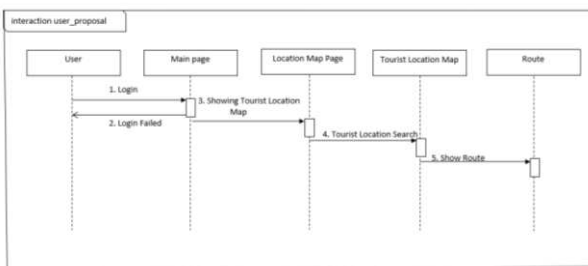 interaction user_proposal
User
Main page
Location Map Page
Tourist Location Map
Route
1. Login
2. Login Failed
3. Showing Tourist Location
Map
4. Tourist Location Search
5. Show Route